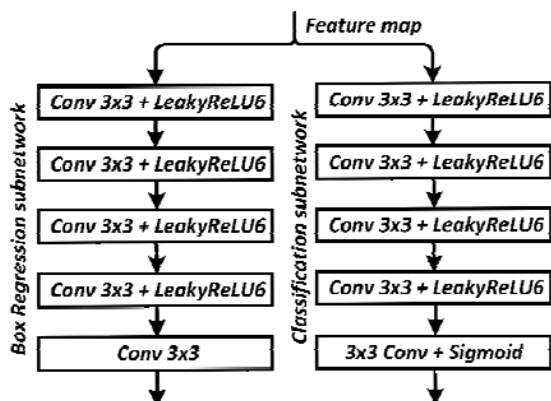 Feature map
Box Regression subnetwork
Conv 3x3 + LeakyReLU6
Conv 3x3 + LeakyReLU6
Conv 3x3 + LeakyReLU6
Conv 3x3 + LeakyReLU6
Conv 3x3
Classification subnetwork
Conv 3x3 + LeakyReLU6
Conv 3x3 + LeakyReLU6
Conv 3x3 + LeakyReLU6
Conv 3x3 + LeakyReLU6
3x3 Conv + Sigmoid